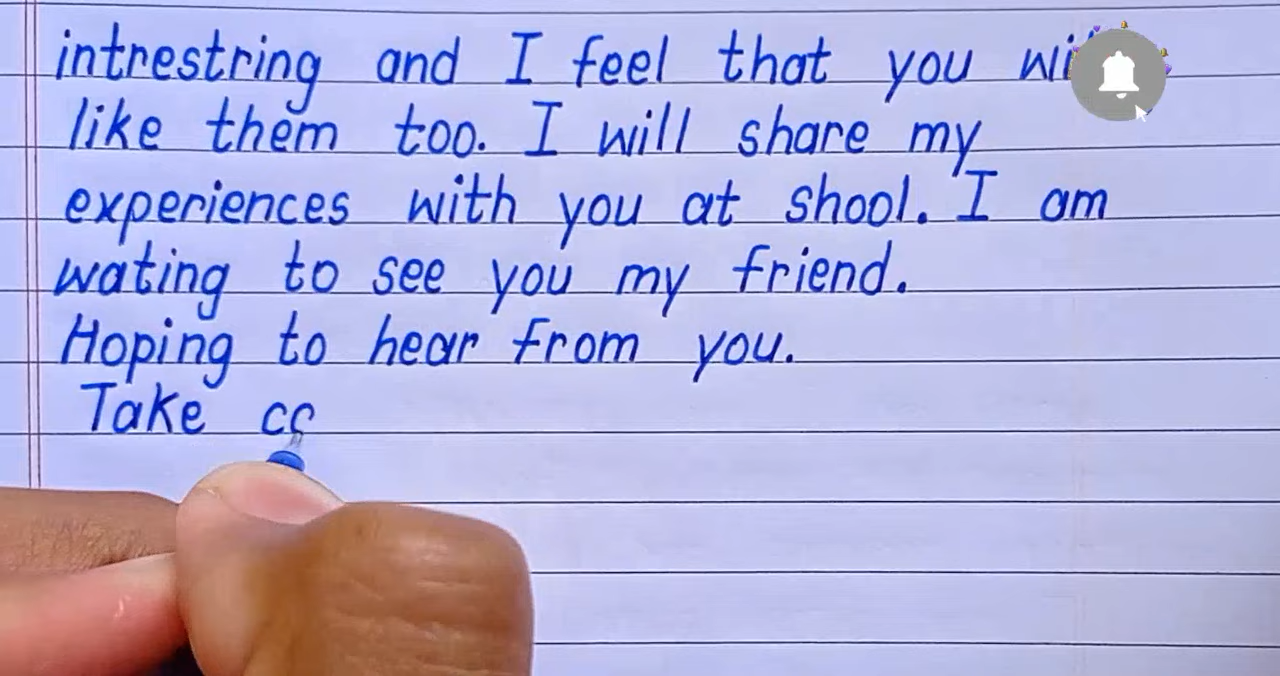 intrestring and I feel that you
like them too. I will share my
experiences with you at shool. I am
wating to see you my friend.
Hoping to hear from you.
Take